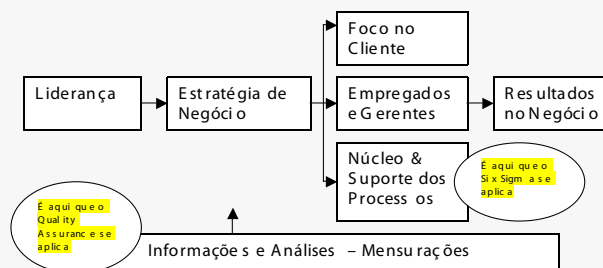 Foco no
Cliente
Liderança
Estratégia de
Negócio
Empregados
e Gerentes
Resultados
no Negócio
Núcleo &
Suporte dos
Processos
É aqui que o
Six Sigma se
aplica
É aqui que o
Quality
Assurance se
aplica
Informações e Análises – Mensurações